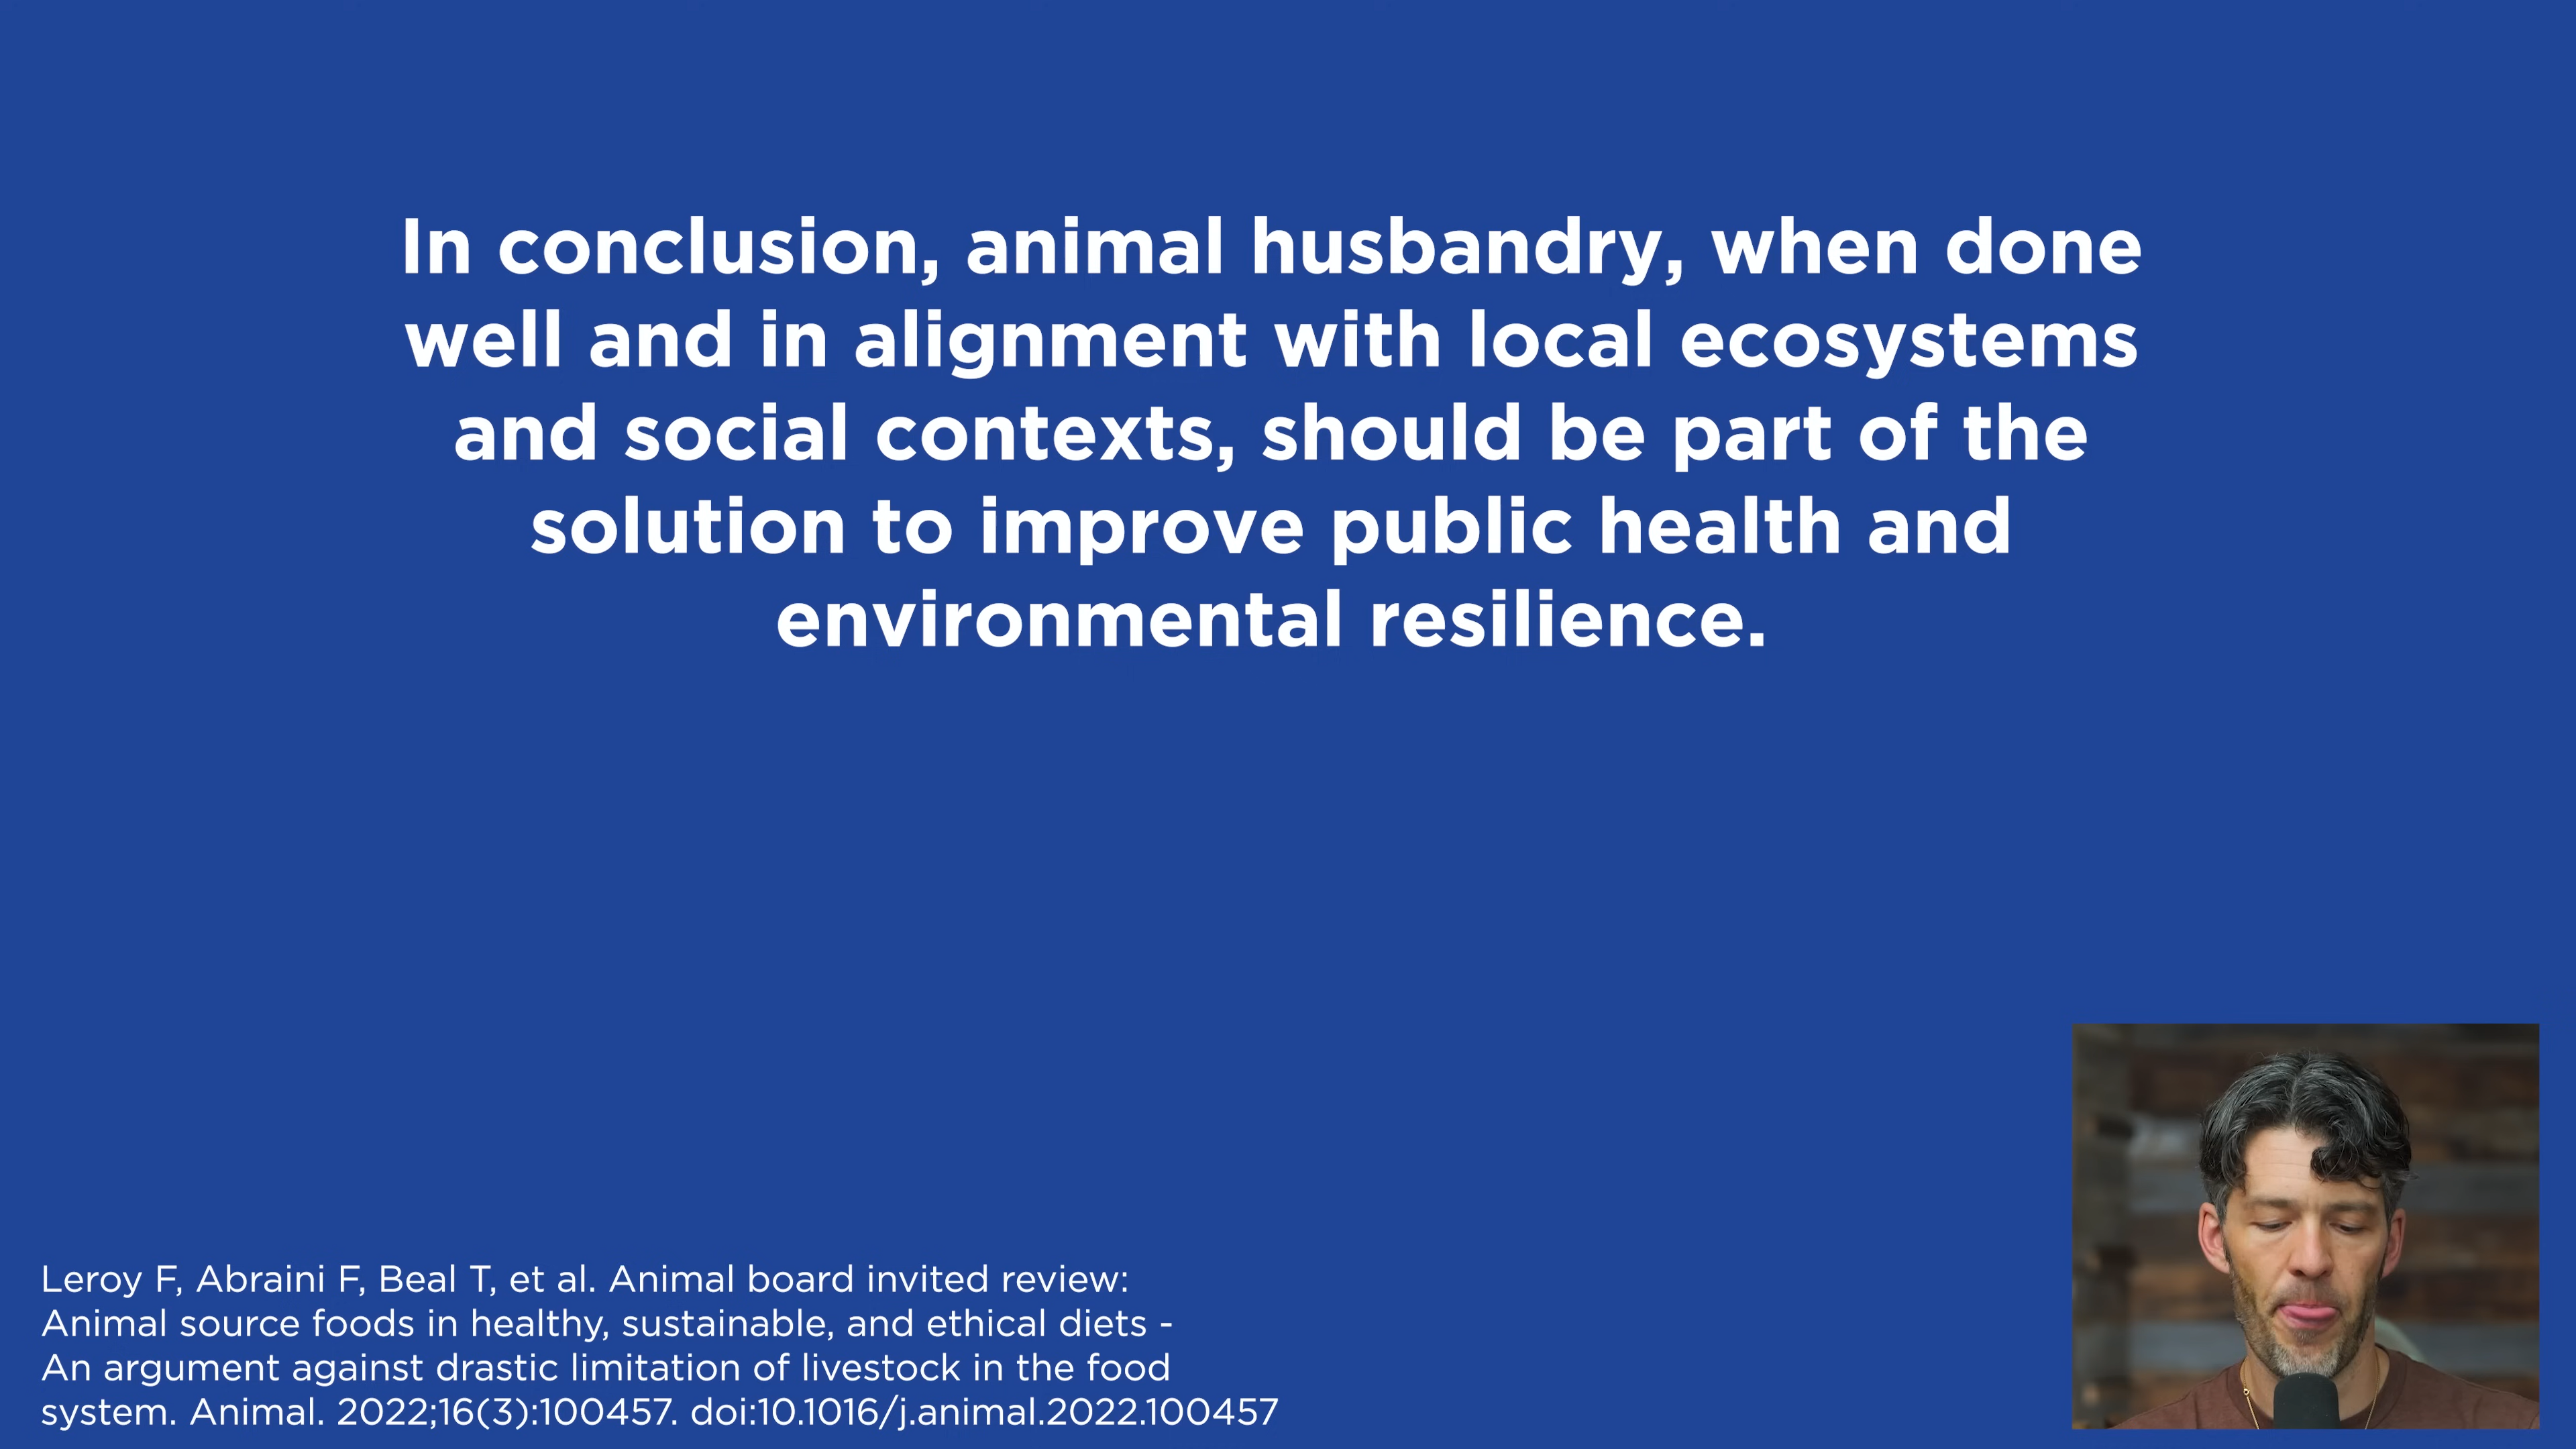 In conclusion, animal husbandry, when done
well and in alignment with local ecosystems
and social contexts, should be part of the
solution to improve public health and
environmental resilience.
Leroy F, Abraini F, Beal T, et al. Animal board invited review:
Animal source foods in healthy, sustainable, and ethical diets -
An argument against drastic limitation of livestock in the food
system. Animal. 2022;16(3):100457. doi:10.1016/j.animal.2022.100457